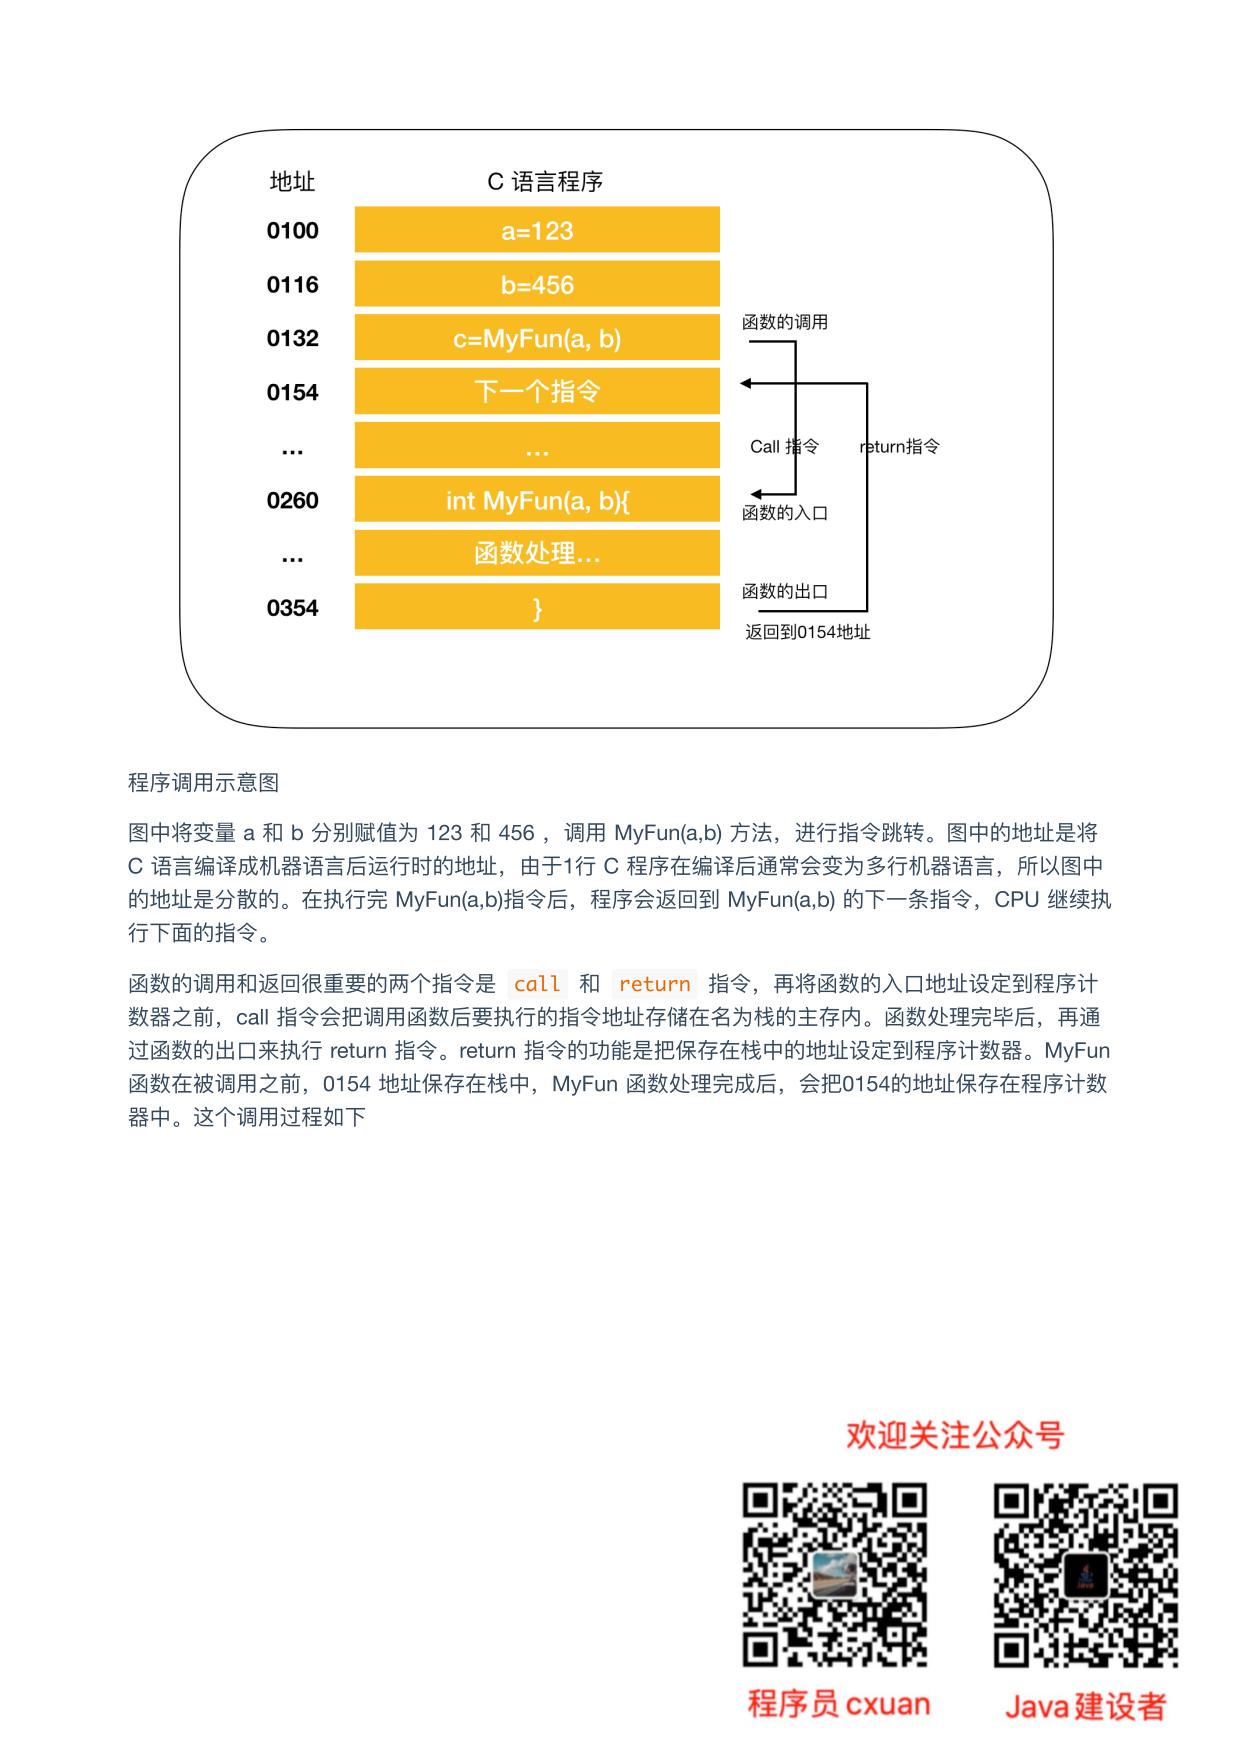 地址 C 语言程序
0100 a=123
0116 b=456
函数的调用
0132 c=MyFun(a, b)
0154 下一个指令
... ... Call 指令 return指令
0260 int MyFun(a, b){
函数的入口
... 函数处理...
函数的出口
0354 }
返回到0154地址
程序调用示意图
图中将变量 a 和 b 分别赋值为 123 和 456 ，调用 MyFun(a,b) 方法，进行指令跳转。图中的地址是将
C 语言编译成机器语言后运行时的地址，由于1行 C 程序在编译后通常会变为多行机器语言，所以图中
的地址是分散的。在执行完 MyFun(a,b)指令后，程序会返回到 MyFun(a,b) 的下一条指令，CPU 继续执
行下面的指令。
函数的调用和返回很重要的两个指令是 call 和 return 指令，再将函数的入口地址设定到程序计
数器之前，call 指令会把调用函数后要执行的指令地址存储在名为栈的主存内。函数处理完毕后，再通
过函数的出口来执行 return 指令。return 指令的功能是把保存在栈中的地址设定到程序计数器。MyFun
函数在被调用之前，0154 地址保存在栈中，MyFun 函数处理完成后，会把0154的地址保存在程序计数
器中。这个调用过程如下
欢迎关注公众号
程序员cxuan Java建设者